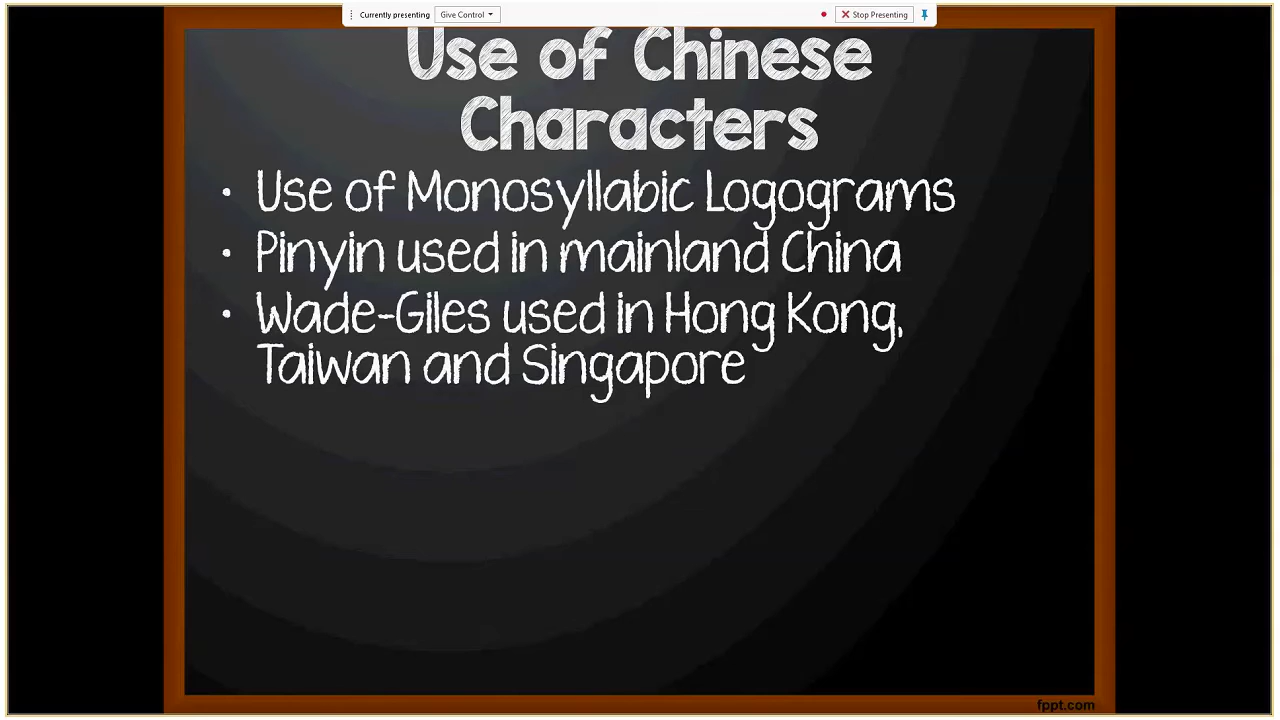 Currently presenting Give Control Stop Presenting
Use of Chinese
Characters
• Use of Monosyllabic Logograms
• Pinyin used in mainland China
• Wade-Giles used in Hong Kong,
Taiwan and Singapore
fppt.com